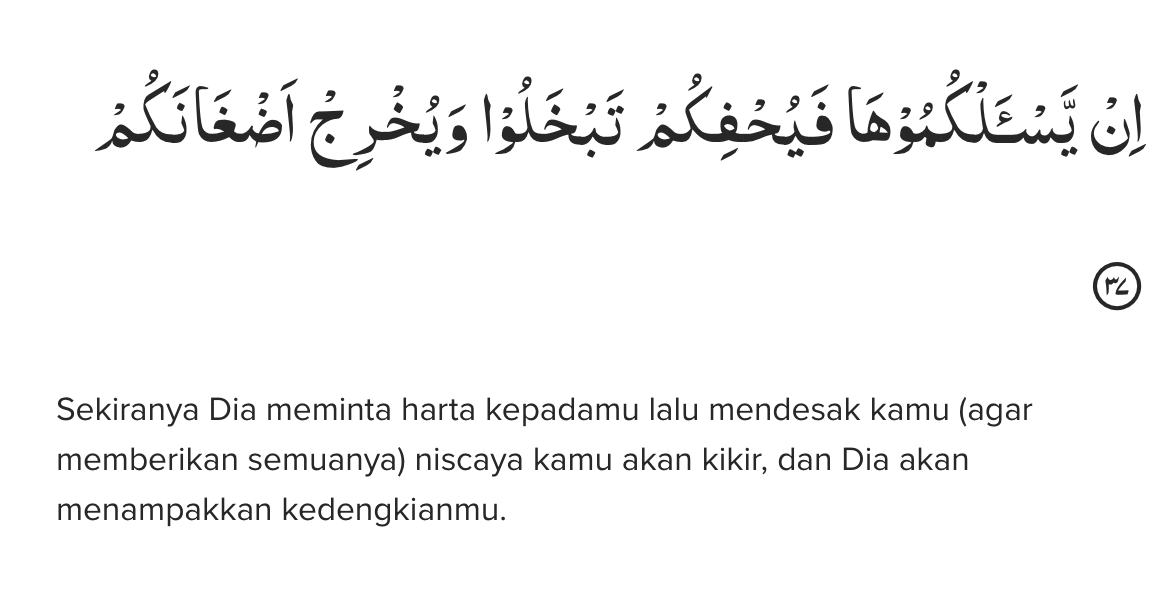 اِنْ يَّسْـَٔلْكُمُوْهَا فَيُحْفِكُمْ تَبْخَلُوْا وَيُخْرِجْ اَضْغَانَكُمْ
٣٧
Sekiranya Dia meminta harta kepadamu lalu mendesak kamu (agar
memberikan semuanya) niscaya kamu akan kikir, dan Dia akan
menampakkan kedengkianmu.